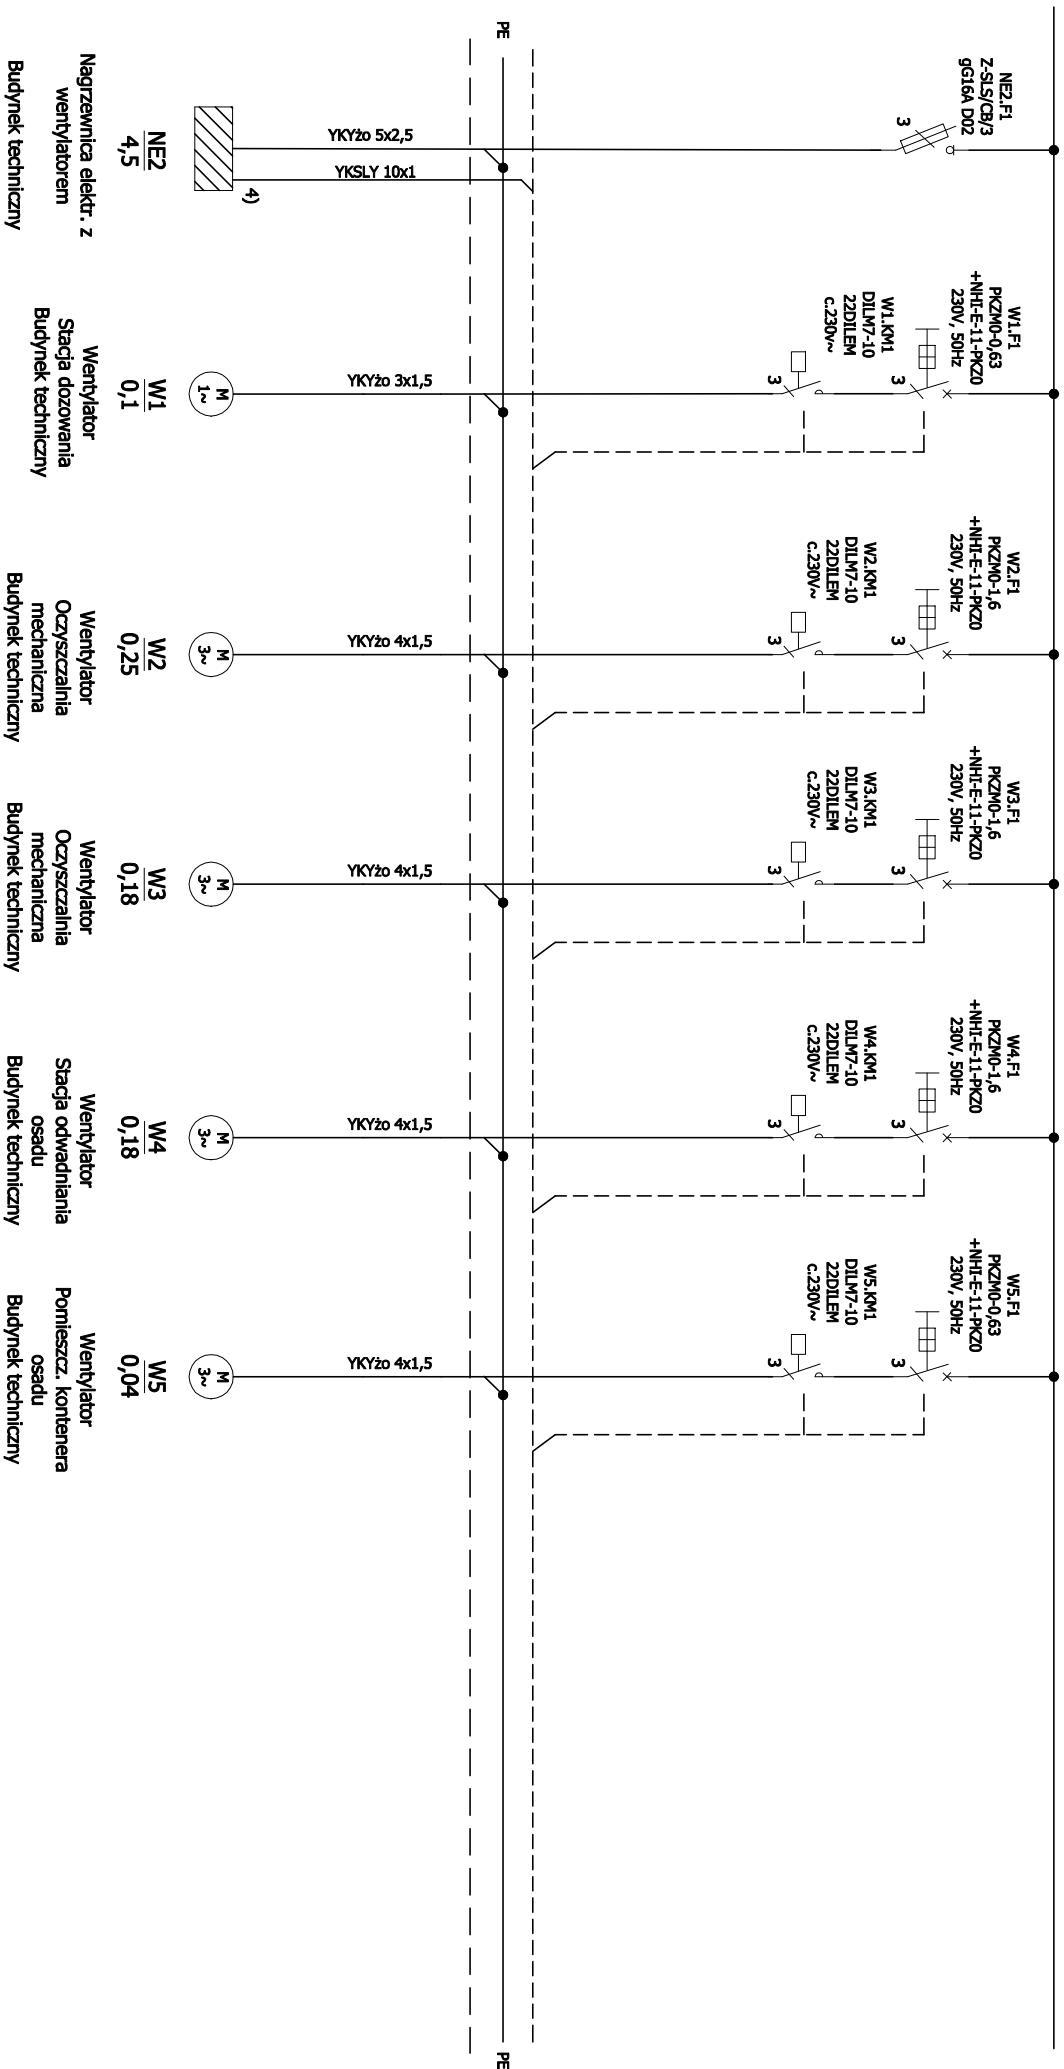 PE
NE2.F1
Z-SLS/CB/3
gG16A D02
3
YKYżo 5x2,5
YKSLY 10x1
4)
NE2
4,5
Nagrzewnica elektr. z
wentylatorem
Budynek techniczny
W1.F1
PKZM0-0,63
+NHI-E-11-PKZ0
230V, 50Hz
3
W1.KM1
DILM7-10
22DILEM
c.230v~
3
YKYżo 3x1,5
M
1~
W1
0,1
Wentylator
Stacja dozowania
Budynek techniczny
W2.F1
PKZM0-1,6
+NHI-E-11-PKZ0
230V, 50Hz
3
W2.KM1
DILM7-10
22DILEM
c.230V~
3
YKYżo 4x1,5
M
3~
W2
0,25
Wentylator
Oczyszczalnia
mechaniczna
Budynek techniczny
W3.F1
PKZM0-1,6
+NHI-E-11-PKZ0
230V, 50Hz
3
W3.KM1
DILM7-10
22DILEM
c.230V~
3
YKYżo 4x1,5
M
3~
W3
0,18
Wentylator
Oczyszczalnia
mechaniczna
Budynek techniczny
W4.F1
PKZM0-1,6
+NHI-E-11-PKZ0
230V, 50Hz
3
W4.KM1
DILM7-10
22DILEM
c.230V~
3
YKYżo 4x1,5
M
3~
W4
0,18
Wentylator
Stacja odwadniania
osadu
Budynek techniczny
W5.F1
PKZM0-0,63
+NHI-E-11-PKZ0
230V, 50Hz
3
W5.KM1
DILM7-10
22DILEM
c.230V~
3
YKYżo 4x1,5
M
3~
W5
0,04
Wentylator
Pomieszcz. kontenera
osadu
Budynek techniczny
PE